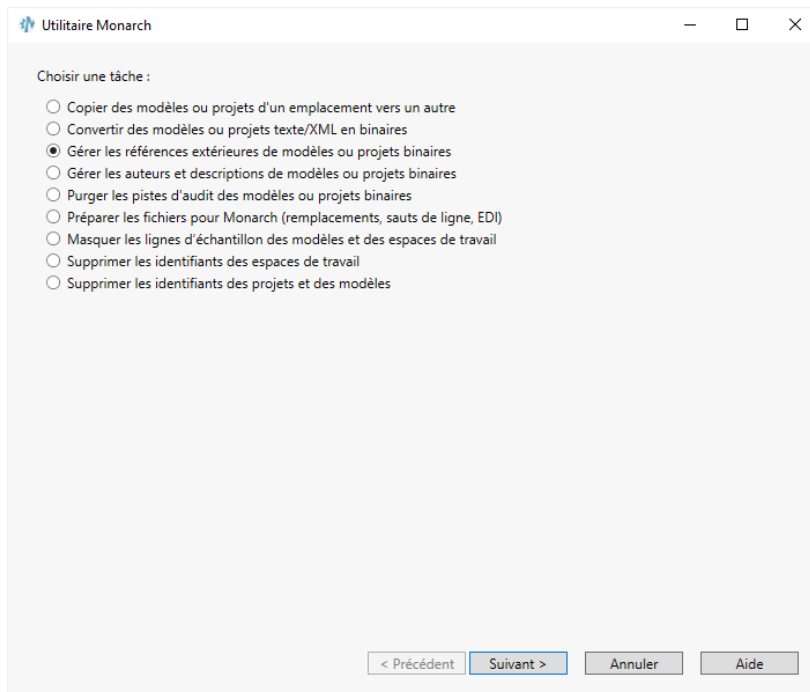 Utilitaire Monarch
Choisir une tâche :
Copier des modèles ou projets d'un emplacement vers un autre
Convertir des modèles ou projets texte/XML en binaires
Gérer les références extérieures de modèles ou projets binaires
Gérer les auteurs et descriptions de modèles ou projets binaires
Purger les pistes d'audit des modèles ou projets binaires
Préparer les fichiers pour Monarch (remplacements, sauts de ligne, EDI)
Masquer les lignes d’échantillon des modèles et des espaces de travail
Supprimer les identifiants des espaces de travail
Supprimer les identifiants des projets et des modèles
< Précédent Suivant > Annuler Aide